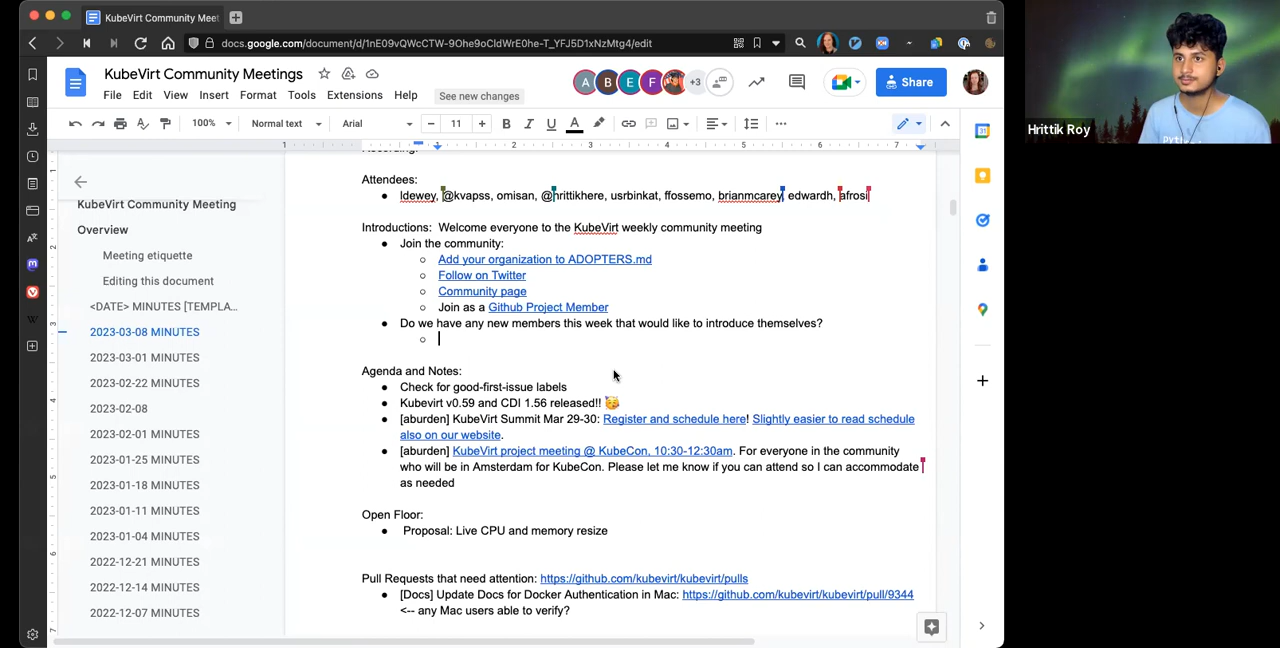 KubeVirt Community Meet
docs.google.com/document/d/1nE09vQWcCTW-9Ohe9oCldWrE0he-T_YFJ5D1xNzMtg4/edit
KubeVirt Community Meetings
File Edit View Insert Format Tools Extensions Help
See new changes
A B E F +3
Share
100% Normal text Arial 11
1 1 2 3 4 5 6 7
KubeVirt Community Meeting
Overview
Meeting etiquette
Editing this document
<DATE> MINUTES [TEMPLA...
2023-03-08 MINUTES
2023-03-01 MINUTES
2023-02-22 MINUTES
2023-02-08
2023-02-01 MINUTES
2023-01-25 MINUTES
2023-01-18 MINUTES
2023-01-11 MINUTES
2023-01-04 MINUTES
2022-12-21 MINUTES
2022-12-14 MINUTES
2022-12-07 MINUTES
Attendees:
ldewey, @kvapss, omisan, @hrittikhere, usrbinkat, ffossemo, brianmcarey, edwardh, afrosi
Introductions: Welcome everyone to the KubeVirt weekly community meeting
Join the community:
Add your organization to ADOPTERS.md
Follow on Twitter
Community page
Join as a Github Project Member
Do we have any new members this week that would like to introduce themselves?
Agenda and Notes:
Check for good-first-issue labels
Kubevirt v0.59 and CDI 1.56 released!! 🥳
[aburden] KubeVirt Summit Mar 29-30: Register and schedule here! Slightly easier to read schedule
also on our website.
[aburden] KubeVirt project meeting @ KubeCon, 10:30-12:30am. For everyone in the community
who will be in Amsterdam for KubeCon. Please let me know if you can attend so I can accommodate
as needed
Open Floor:
Proposal: Live CPU and memory resize
Pull Requests that need attention: https://github.com/kubevirt/kubevirt/pulls
[Docs] Update Docs for Docker Authentication in Mac: https://github.com/kubevirt/kubevirt/pull/9344
<-- any Mac users able to verify?
Hrittik Roy